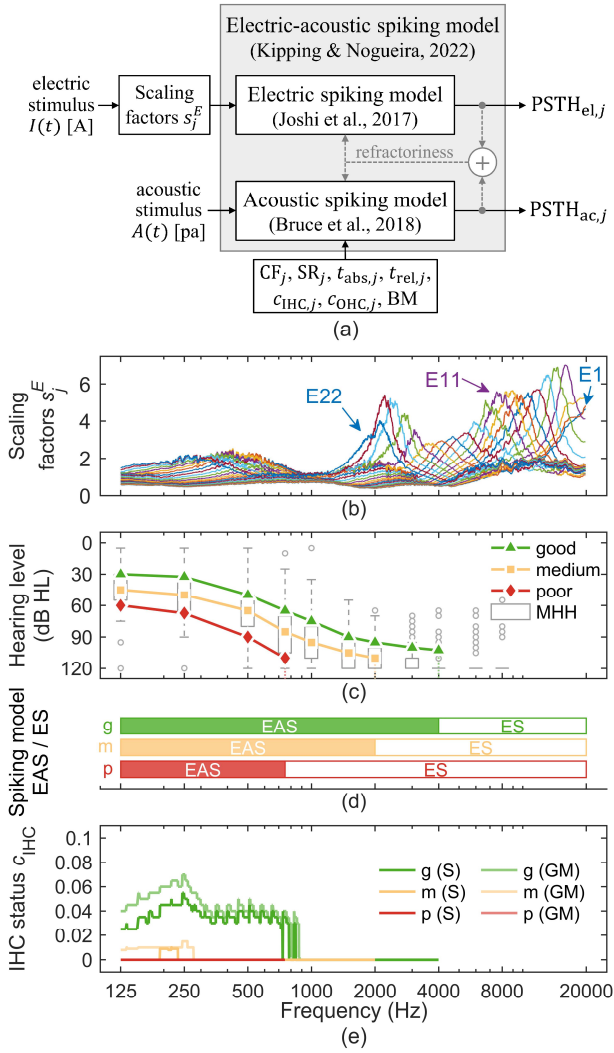 Electric-acoustic spiking model
(Kipping & Nogueira, 2022)
electric
stimulus
I(t) [A]
Scaling
factors s_j^E
Electric spiking model
(Joshi et al., 2017)
PSTH_el,j
refractoriness
+
acoustic
stimulus
A(t) [pa]
Acoustic spiking model
(Bruce et al., 2018)
PSTH_ac,j
CF_j, SR_j, t_abs,j, t_rel,j,
c_IHC,j, c_OHC,j, BM
(a)
Scaling
factors s_j^E
6
4
2
0
E22
E11
E1
(b)
Hearing level
(dB HL)
0
30
60
90
120
good
medium
poor
MHH
(c)
Spiking model
EAS / ES
g
EAS
ES
m
EAS
ES
p
EAS
ES
(d)
IHC status c_IHC
0.1
0.08
0.06
0.04
0.02
0
g (S)
m (S)
p (S)
g (GM)
m (GM)
p (GM)
125
250
500
1000
2000
4000
8000
20000
Frequency (Hz)
(e)